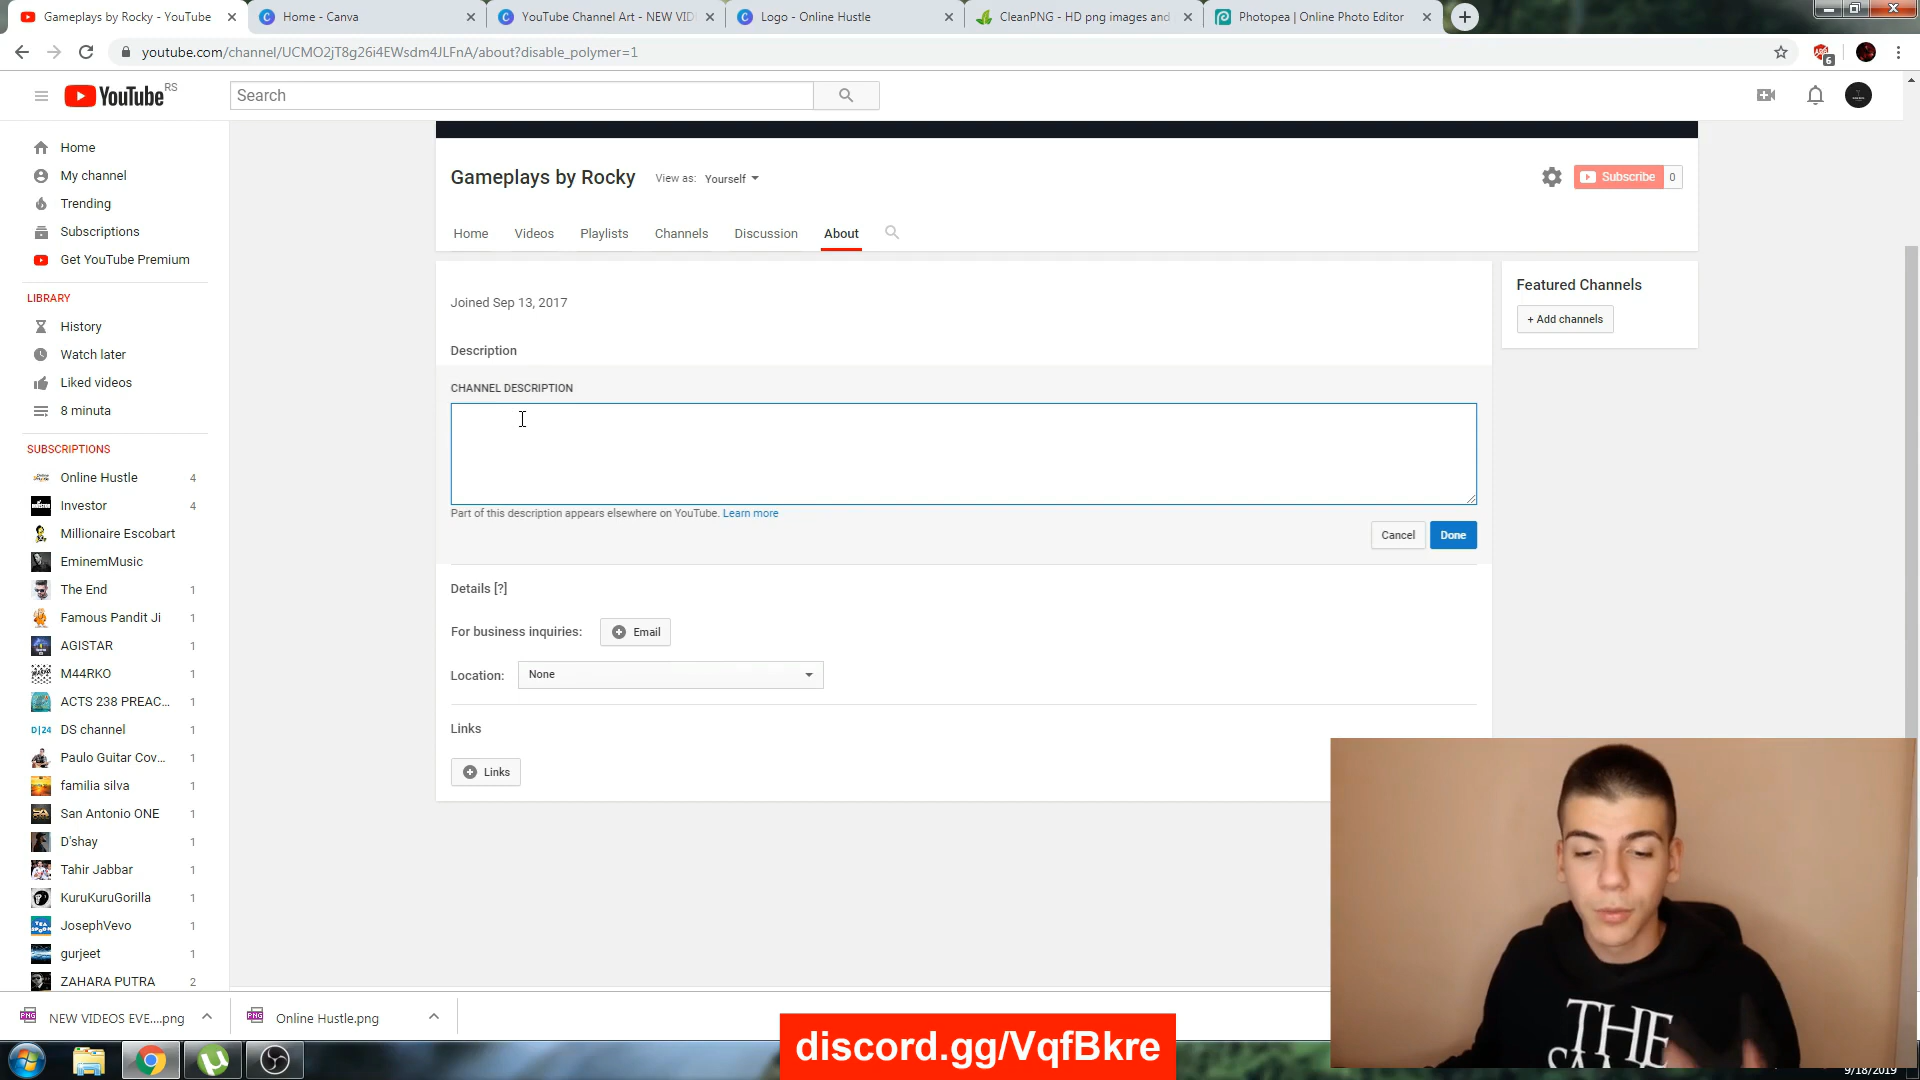 Gameplays by Rocky - YouTube
Home - Canva
YouTube Channel Art - NEW VID
Logo - Online Hustle
CleanPNG - HD png images and
Photopea | Online Photo Editor
youtube.com/channel/UCMO2jT8g26i4EWsdm4JLFnA/about?disable_polymer=1
6
YouTube RS
Search
Home
My channel
Trending
Subscriptions
Get YouTube Premium
LIBRARY
History
Watch later
Liked videos
8 minuta
SUBSCRIPTIONS
Online Hustle 4
Investor 4
Millionaire Escobart
EminemMusic
The End 1
Famous Pandit Ji 1
AGISTAR 1
M44RKO 1
ACTS 238 PREAC... 1
D|24 DS channel 1
Paulo Guitar Cov... 1
familia silva 1
San Antonio ONE 1
D'shay 1
Tahir Jabbar 1
KuruKuruGorilla 1
JosephVevo 1
gurjeet 1
ZAHARA PUTRA 2
Gameplays by Rocky
View as: Yourself
Subscribe 0
Home Videos Playlists Channels Discussion About
Joined Sep 13, 2017
Description
CHANNEL DESCRIPTION
Part of this description appears elsewhere on YouTube. Learn more
Cancel Done
Details [?]
For business inquiries: Email
Location: None
Links
Links
Featured Channels
+ Add channels
THE
NEW VIDEOS EVE....png
Online Hustle.png
discord.gg/VqfBkre
9/18/2019